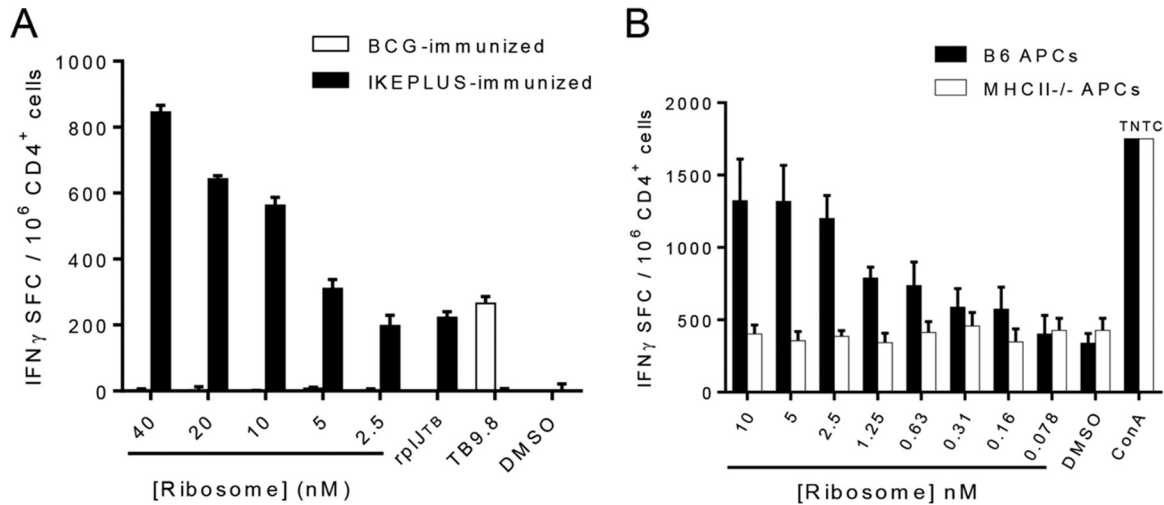 A
BCG-immunized
IKEPLUS-immunized
IFNγ SFC / 10⁶ CD4⁺ cells
1000
800
600
400
200
0
40
20
10
5
2.5
rplJTB
TB9.8
DMSO
[Ribosome] (nM)
B
B6 APCs
MHCII-/- APCs
IFNγ SFC / 10⁶ CD4⁺ cells
2000
1500
1000
500
0
TNTC
10
5
2.5
1.25
0.63
0.31
0.16
0.078
DMSO
ConA
[Ribosome] nM